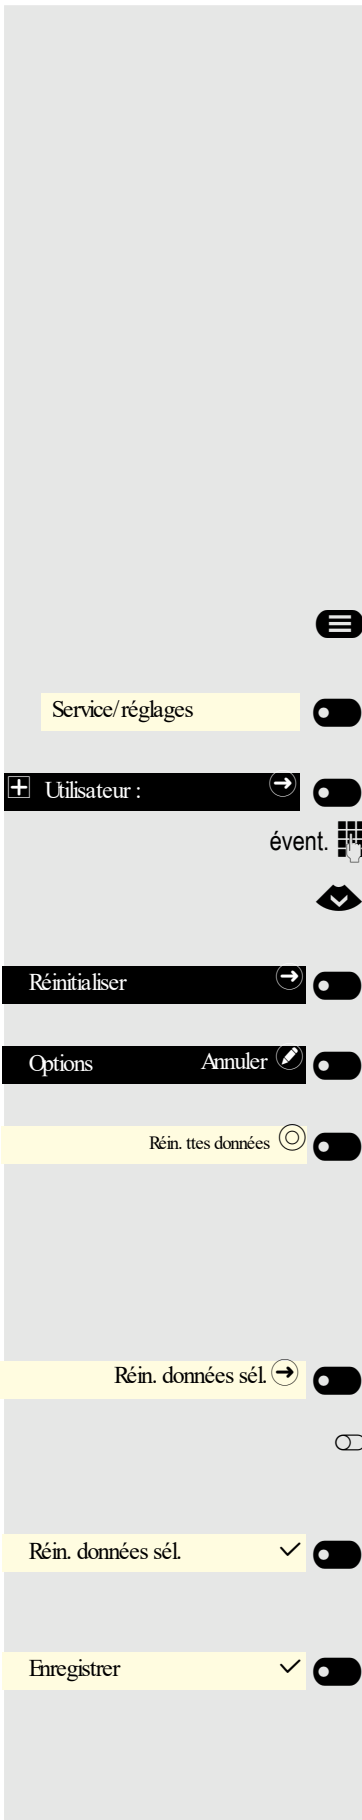 Service/réglages
Utilisateur :
évent.
Réinitialiser
Options Annuler
Réin. ttes données
Réin. données sél.
Réin. données sél.
Enregistrer